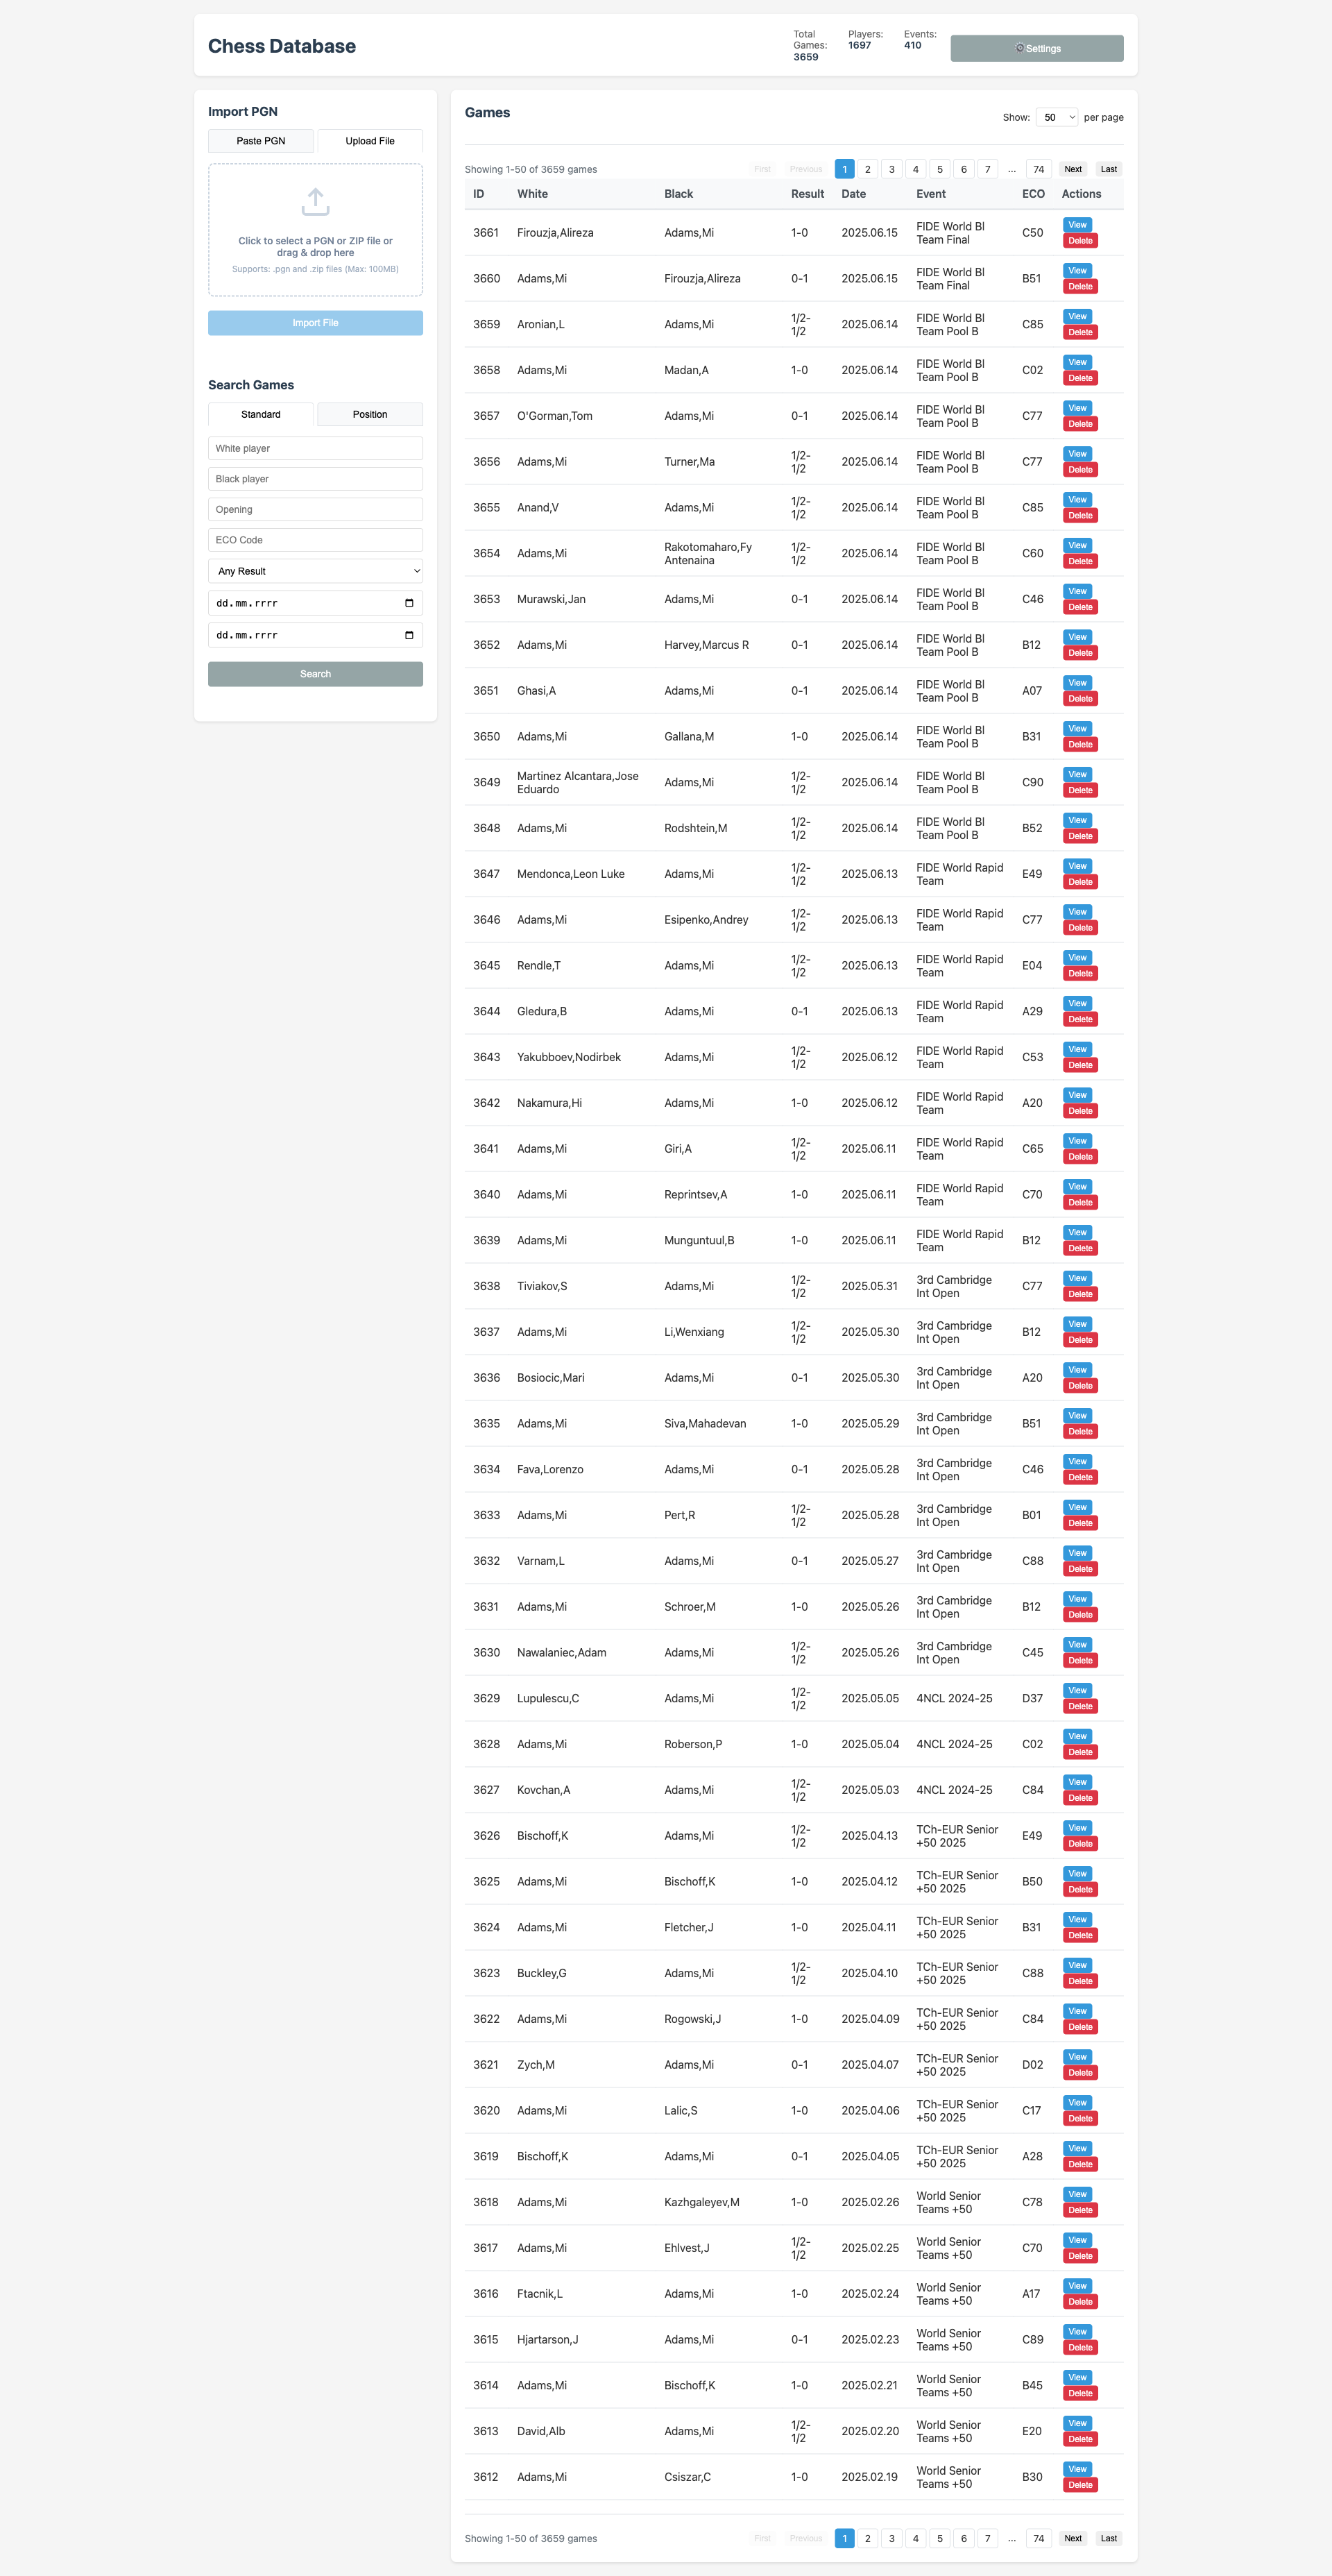 Chess Database
Total Games: 3659
Players: 1697
Events: 410
Settings
Import PGN
Paste PGN
Upload File
Click to select a PGN or ZIP file or
drag & drop here
Supports: .pgn and .zip files (Max: 100MB)
Import File
Search Games
Standard
Position
White player
Black player
Opening
ECO Code
Any Result
dd.mm.rrrr
dd.mm.rrrr
Search
Games
Show: 50 per page
Showing 1-50 of 3659 games First Previous 1 2 3 4 5 6 7 ... 74 Next Last
ID White Black Result Date Event ECO Actions
3661 Firouzja,Alireza Adams,Mi 1-0 2025.06.15 FIDE World Bl Team Final C50 View Delete
3660 Adams,Mi Firouzja,Alireza 0-1 2025.06.15 FIDE World Bl Team Final B51 View Delete
3659 Aronian,L Adams,Mi 1/2-1/2 2025.06.14 FIDE World Bl Team Pool B C85 View Delete
3658 Adams,Mi Madan,A 1-0 2025.06.14 FIDE World Bl Team Pool B C02 View Delete
3657 O'Gorman,Tom Adams,Mi 0-1 2025.06.14 FIDE World Bl Team Pool B C77 View Delete
3656 Adams,Mi Turner,Ma 1/2-1/2 2025.06.14 FIDE World Bl Team Pool B C77 View Delete
3655 Anand,V Adams,Mi 1/2-1/2 2025.06.14 FIDE World Bl Team Pool B C85 View Delete
3654 Adams,Mi Rakotomaharo,Fy Antenaina 1/2-1/2 2025.06.14 FIDE World Bl Team Pool B C60 View Delete
3653 Murawski,Jan Adams,Mi 0-1 2025.06.14 FIDE World Bl Team Pool B C46 View Delete
3652 Adams,Mi Harvey,Marcus R 0-1 2025.06.14 FIDE World Bl Team Pool B B12 View Delete
3651 Ghasi,A Adams,Mi 0-1 2025.06.14 FIDE World Bl Team Pool B A07 View Delete
3650 Adams,Mi Gallana,M 1-0 2025.06.14 FIDE World Bl Team Pool B B31 View Delete
3649 Martinez Alcantara,Jose Eduardo Adams,Mi 1/2-1/2 2025.06.14 FIDE World Bl Team Pool B C90 View Delete
3648 Adams,Mi Rodshtein,M 1/2-1/2 2025.06.14 FIDE World Bl Team Pool B B52 View Delete
3647 Mendonca,Leon Luke Adams,Mi 1/2-1/2 2025.06.13 FIDE World Rapid Team E49 View Delete
3646 Adams,Mi Esipenko,Andrey 1/2-1/2 2025.06.13 FIDE World Rapid Team C77 View Delete
3645 Rendle,T Adams,Mi 1/2-1/2 2025.06.13 FIDE World Rapid Team E04 View Delete
3644 Gledura,B Adams,Mi 0-1 2025.06.13 FIDE World Rapid Team A29 View Delete
3643 Yakubboev,Nodirbek Adams,Mi 1/2-1/2 2025.06.12 FIDE World Rapid Team C53 View Delete
3642 Nakamura,Hi Adams,Mi 1-0 2025.06.12 FIDE World Rapid Team A20 View Delete
3641 Adams,Mi Giri,A 1/2-1/2 2025.06.11 FIDE World Rapid Team C65 View Delete
3640 Adams,Mi Reprintsev,A 1-0 2025.06.11 FIDE World Rapid Team C70 View Delete
3639 Adams,Mi Munguntuul,B 1-0 2025.06.11 FIDE World Rapid Team B12 View Delete
3638 Tiviakov,S Adams,Mi 1/2-1/2 2025.05.31 3rd Cambridge Int Open C77 View Delete
3637 Adams,Mi Li,Wenxiang 1/2-1/2 2025.05.30 3rd Cambridge Int Open B12 View Delete
3636 Bosiocic,Mari Adams,Mi 0-1 2025.05.30 3rd Cambridge Int Open A20 View Delete
3635 Adams,Mi Siva,Mahadevan 1-0 2025.05.29 3rd Cambridge Int Open B51 View Delete
3634 Fava,Lorenzo Adams,Mi 0-1 2025.05.28 3rd Cambridge Int Open C46 View Delete
3633 Adams,Mi Pert,R 1/2-1/2 2025.05.28 3rd Cambridge Int Open B01 View Delete
3632 Varnam,L Adams,Mi 0-1 2025.05.27 3rd Cambridge Int Open C88 View Delete
3631 Adams,Mi Schroer,M 1-0 2025.05.26 3rd Cambridge Int Open B12 View Delete
3630 Nawalaniec,Adam Adams,Mi 1/2-1/2 2025.05.26 3rd Cambridge Int Open C45 View Delete
3629 Lupulescu,C Adams,Mi 1/2-1/2 2025.05.05 4NCL 2024-25 D37 View Delete
3628 Adams,Mi Roberson,P 1-0 2025.05.04 4NCL 2024-25 C02 View Delete
3627 Kovchan,A Adams,Mi 1/2-1/2 2025.05.03 4NCL 2024-25 C84 View Delete
3626 Bischoff,K Adams,Mi 1/2-1/2 2025.04.13 TCh-EUR Senior +50 2025 E49 View Delete
3625 Adams,Mi Bischoff,K 1-0 2025.04.12 TCh-EUR Senior +50 2025 B50 View Delete
3624 Adams,Mi Fletcher,J 1-0 2025.04.11 TCh-EUR Senior +50 2025 B31 View Delete
3623 Buckley,G Adams,Mi 1/2-1/2 2025.04.10 TCh-EUR Senior +50 2025 C88 View Delete
3622 Adams,Mi Rogowski,J 1-0 2025.04.09 TCh-EUR Senior +50 2025 C84 View Delete
3621 Zych,M Adams,Mi 0-1 2025.04.07 TCh-EUR Senior +50 2025 D02 View Delete
3620 Adams,Mi Lalic,S 1-0 2025.04.06 TCh-EUR Senior +50 2025 C17 View Delete
3619 Bischoff,K Adams,Mi 0-1 2025.04.05 TCh-EUR Senior +50 2025 A28 View Delete
3618 Adams,Mi Kazhgaleyev,M 1-0 2025.02.26 World Senior Teams +50 C78 View Delete
3617 Adams,Mi Ehlvest,J 1/2-1/2 2025.02.25 World Senior Teams +50 C70 View Delete
3616 Ftacnik,L Adams,Mi 1-0 2025.02.24 World Senior Teams +50 A17 View Delete
3615 Hjartarson,J Adams,Mi 0-1 2025.02.23 World Senior Teams +50 C89 View Delete
3614 Adams,Mi Bischoff,K 1-0 2025.02.21 World Senior Teams +50 B45 View Delete
3613 David,Alb Adams,Mi 1/2-1/2 2025.02.20 World Senior Teams +50 E20 View Delete
3612 Adams,Mi Csiszar,C 1-0 2025.02.19 World Senior Teams +50 B30 View Delete
Showing 1-50 of 3659 games First Previous 1 2 3 4 5 6 7 ... 74 Next Last